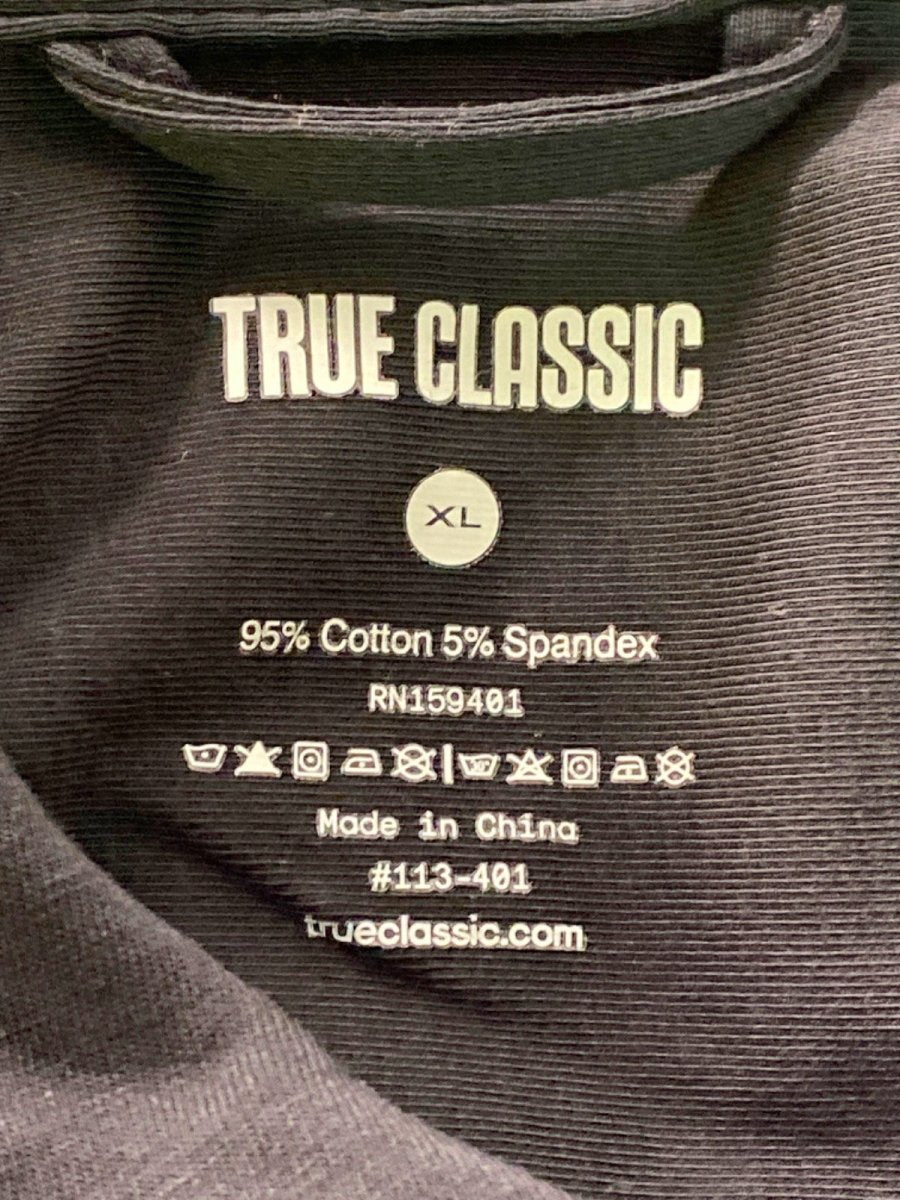 TRUE CLASSIC
XL
95% Cotton 5% Spandex
RN159401
Made in China
#113-401
trueclassic.com